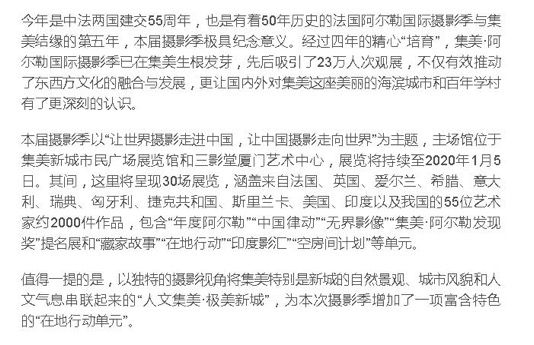 今年是中法两国建交55周年，也是有着50年历史的法国阿尔勒国际摄影季与集
美结缘的第五年，本届摄影季极具纪念意义。经过四年的精心“培育”，集美·阿
尔勒国际摄影季已在集美生根发芽，先后吸引了23万人次观展，不仅有效推动
了东西方文化的融合与发展，更让国内外对集美这座美丽的海滨城市和百年学村
有了更深刻的认识。
本届摄影季以“让世界摄影走进中国，让中国摄影走向世界”为主题，主场馆位于
集美新城市民广场展览馆和三影堂厦门艺术中心，展览将持续至2020年1月5
日。其间，这里将呈现30场展览，涵盖来自法国、英国、爱尔兰、希腊、意大
利、瑞典、匈牙利、捷克共和国、斯里兰卡、美国、印度以及我国的55位艺术
家约2000件作品，包含“年度阿尔勒”“中国律动”“无界影像”“集美·阿尔勒发现
奖”提名展和“藏家故事”“在地行动”“印度影汇”“空房间计划”等单元。
值得一提的是，以独特的摄影视角将集美特别是新城的自然景观、城市风貌和人
文气息串联起来的“人文集美·极美新城”，为本次摄影季增加了一项富含特色
的“在地行动单元”。